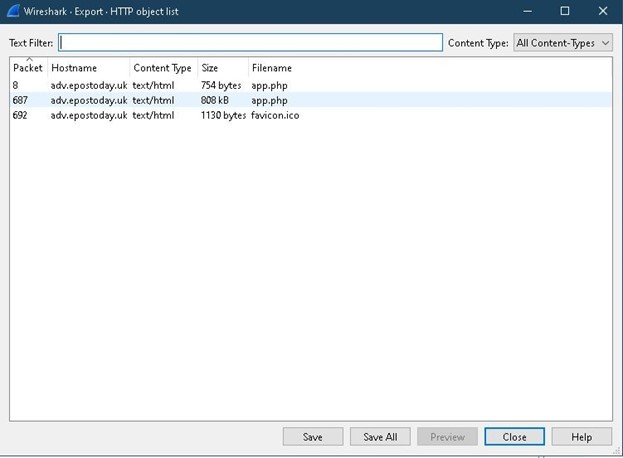 Wireshark · Export · HTTP object list
Text Filter: Content Type: All Content-Types
Packet Hostname Content Type Size Filename
8 adv.epostoday.uk text/html 754 bytes app.php
687 adv.epostoday.uk text/html 808 kB app.php
692 adv.epostoday.uk text/html 1130 bytes favicon.ico
Save Save All Preview Close Help